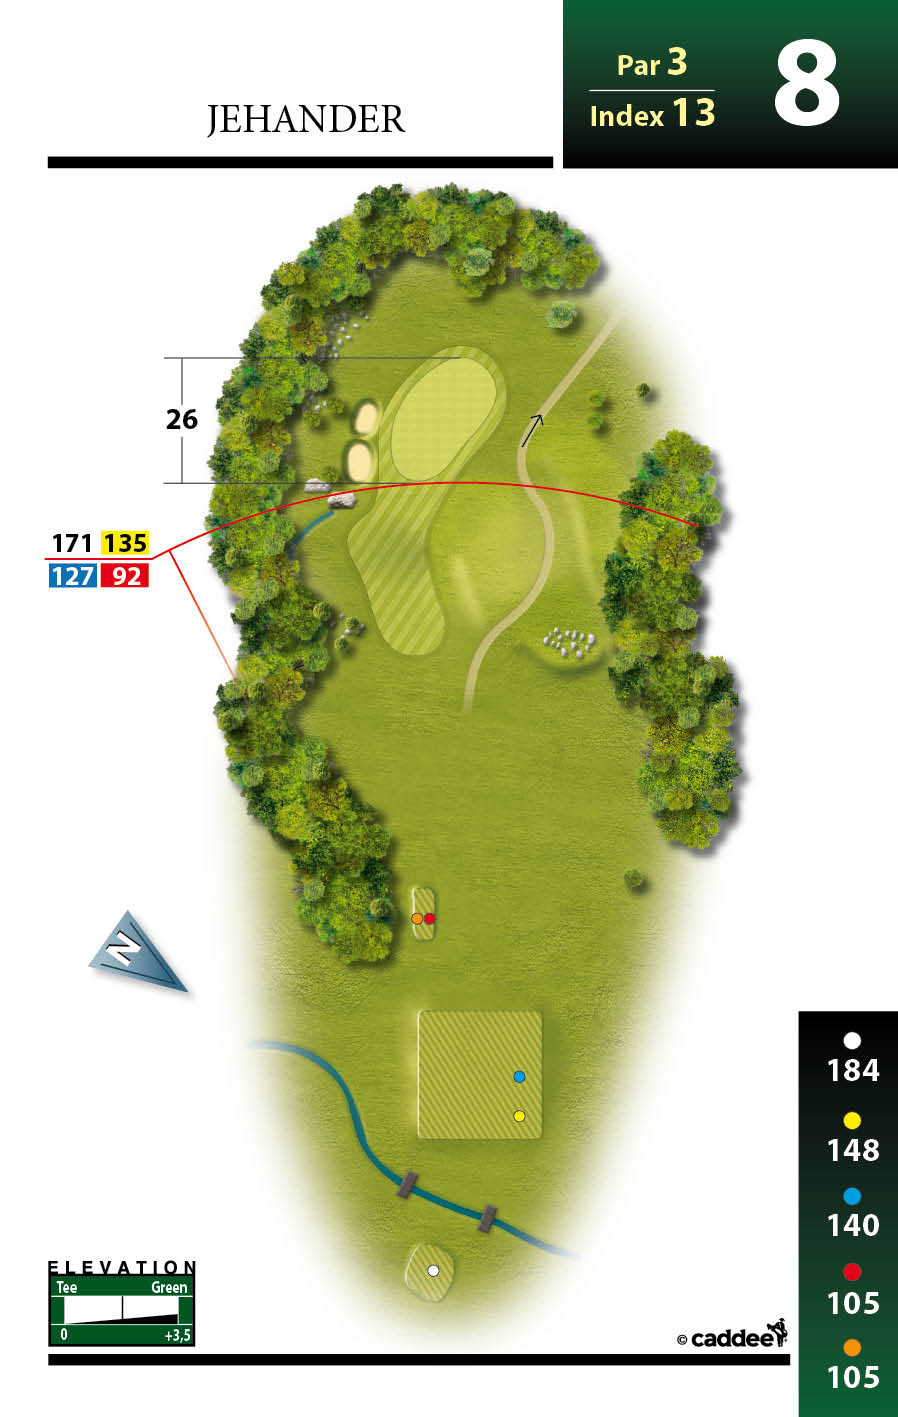 JEHANDER
Par 3
Index 13
8
26
171 135
127 92
N
184
148
140
105
105
ELEVATION
Tee Green
0 +3,5
© caddee